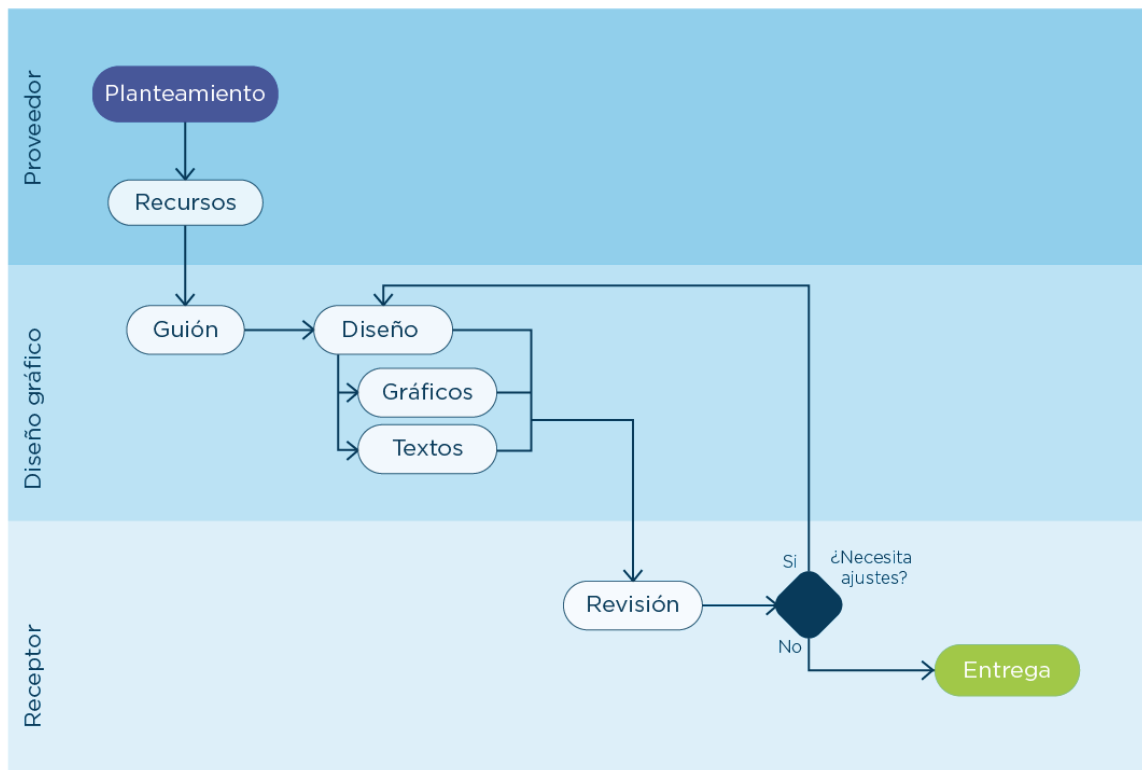 Proveedor
Planteamiento
Recursos
Diseño gráfico
Guión
Diseño
Gráficos
Textos
Receptor
Revisión
Si
¿Necesita
ajustes?
No
Entrega